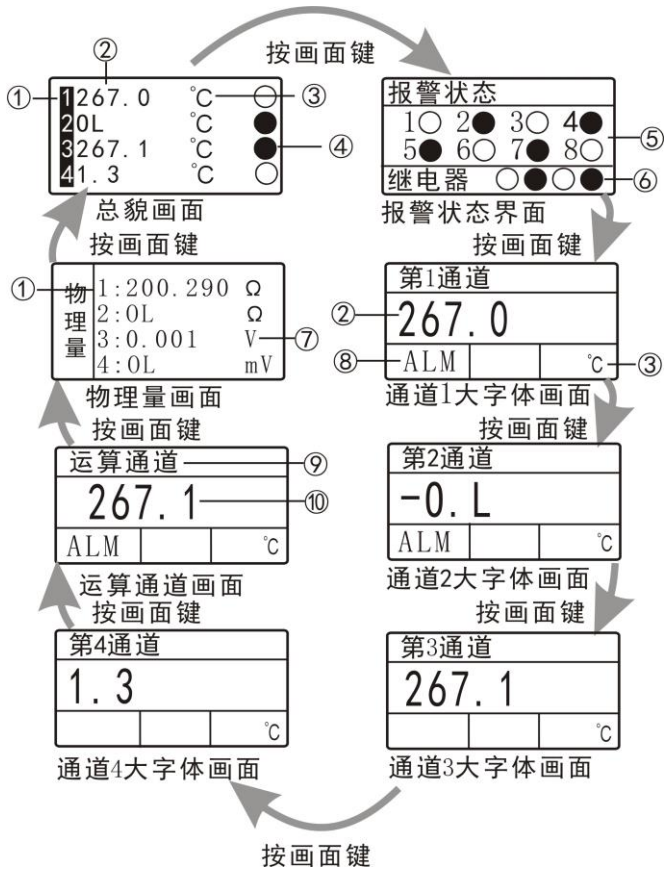 按画面键
②
①
1267.0 ℃ ③
20L ℃
3267.1 ℃ ④
41.3 ℃
总貌画面
报警状态
1 2 3 4
5 6 7 8 ⑤
继电器 ⑥
报警状态界面
按画面键
第1通道
② 267.0
⑧ ALM ℃ ③
通道1大字体画面
按画面键
第2通道
-0.L
ALM ℃
通道2大字体画面
按画面键
第3通道
267.1
℃
通道3大字体画面
按画面键
第4通道
1.3
℃
通道4大字体画面
按画面键
运算通道 ⑨
267.1 ⑩
ALM ℃
运算通道画面
按画面键
① 物理量
1:200.290 Ω
2:0L Ω
3:0.001 V ⑦
4:0L mV
物理量画面
按画面键